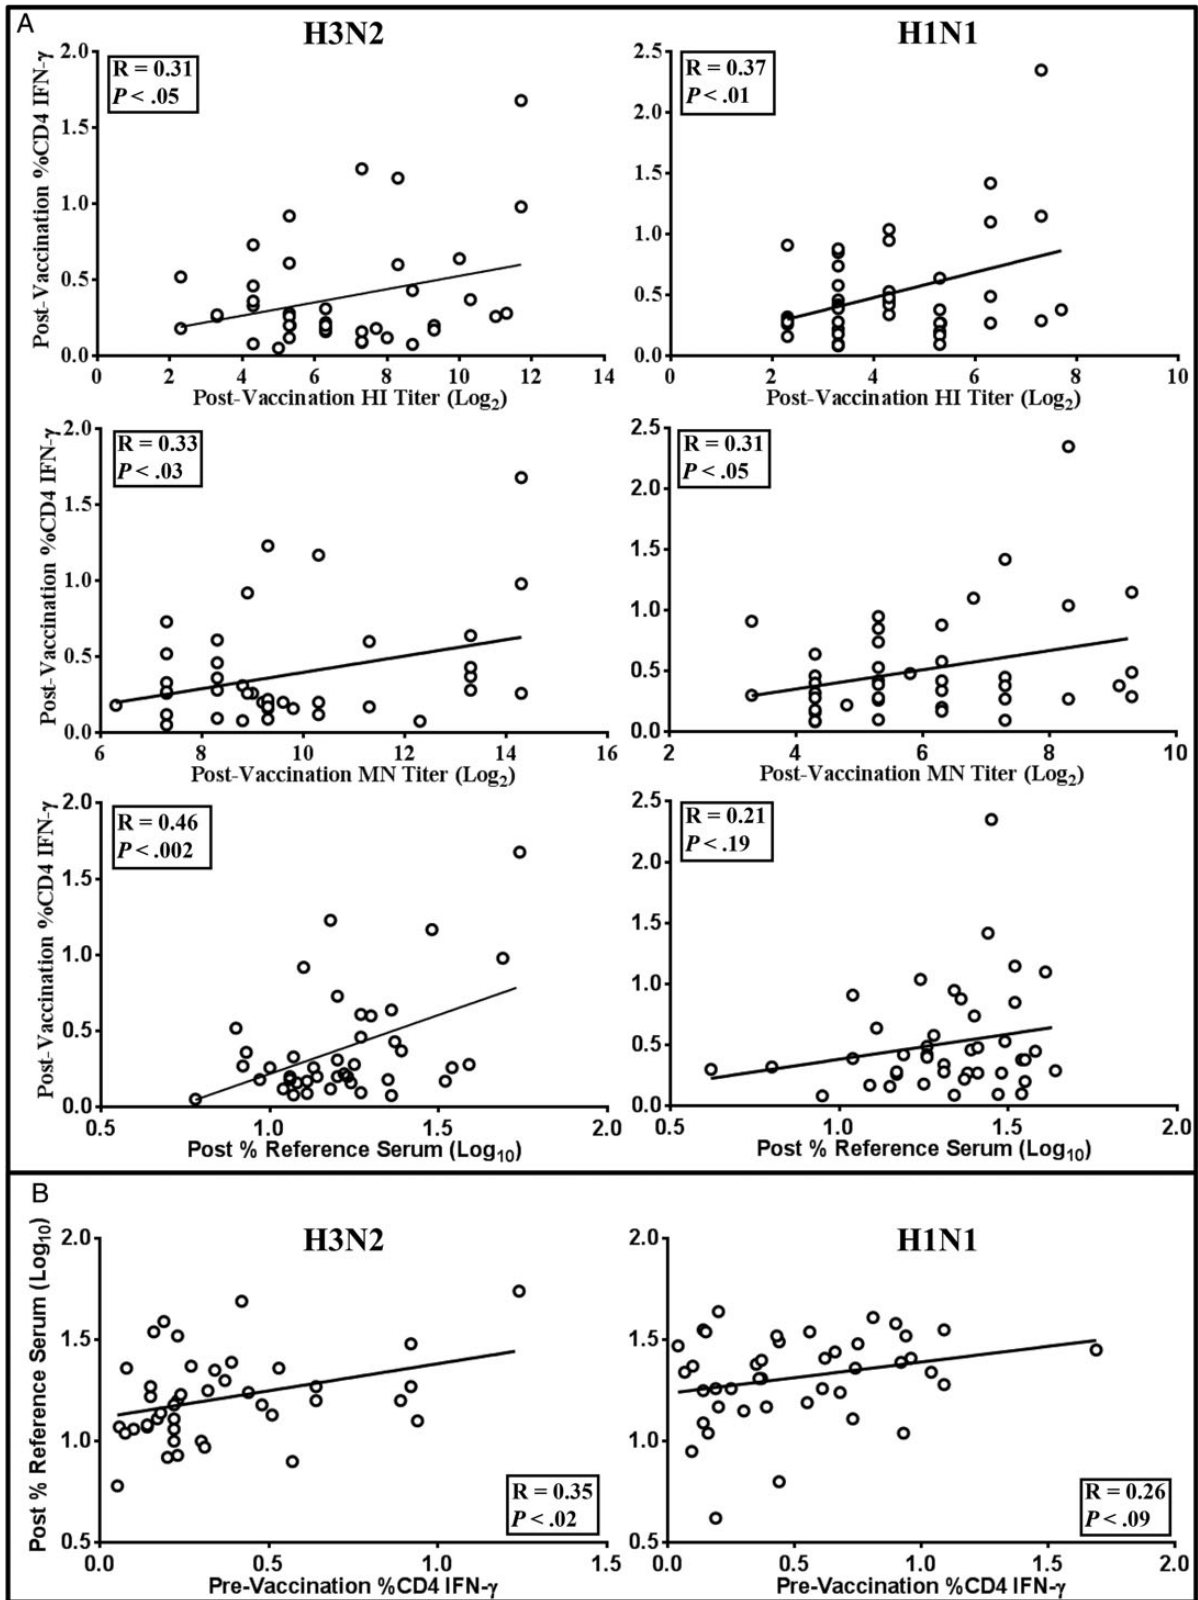 A
H3N2
H1N1
Post-Vaccination %CD4 IFN-γ
2.0
1.5
1.0
0.5
0.0
R = 0.31
P < .05
0 2 4 6 8 10 12 14
Post-Vaccination HI Titer (Log2)
2.5
2.0
1.5
1.0
0.5
0.0
R = 0.37
P < .01
0 2 4 6 8 10
Post-Vaccination HI Titer (Log2)
Post-Vaccination %CD4 IFN-γ
2.0
1.5
1.0
0.5
0.0
R = 0.33
P < .03
6 8 10 12 14 16
Post-Vaccination MN Titer (Log2)
2.5
2.0
1.5
1.0
0.5
0.0
R = 0.31
P < .05
2 4 6 8 10
Post-Vaccination MN Titer (Log2)
Post-Vaccination %CD4 IFN-γ
2.0
1.5
1.0
0.5
0.0
R = 0.46
P < .002
0.5 1.0 1.5 2.0
Post % Reference Serum (Log10)
2.5
2.0
1.5
1.0
0.5
0.0
R = 0.21
P < .19
0.5 1.0 1.5 2.0
Post % Reference Serum (Log10)
B
H3N2
H1N1
Post % Reference Serum (Log10)
2.0
1.5
1.0
0.5
R = 0.35
P < .02
0.0 0.5 1.0 1.5
Pre-Vaccination %CD4 IFN-γ
2.0
1.5
1.0
0.5
R = 0.26
P < .09
0.0 0.5 1.0 1.5 2.0
Pre-Vaccination %CD4 IFN-γ